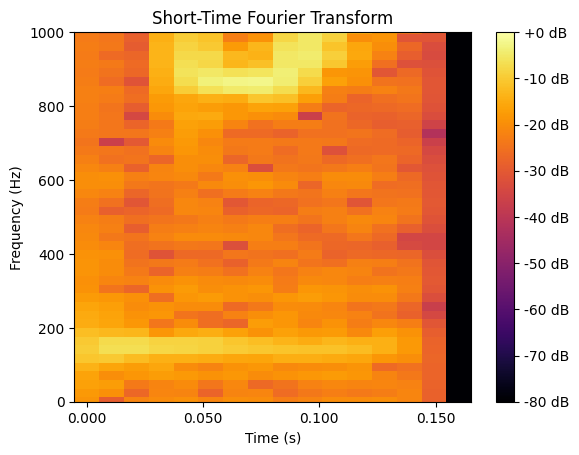 Short-Time Fourier Transform
1000
800
600
400
200
0
Frequency (Hz)
0.000
0.050
0.100
0.150
Time (s)
+0 dB
-10 dB
-20 dB
-30 dB
-40 dB
-50 dB
-60 dB
-70 dB
-80 dB